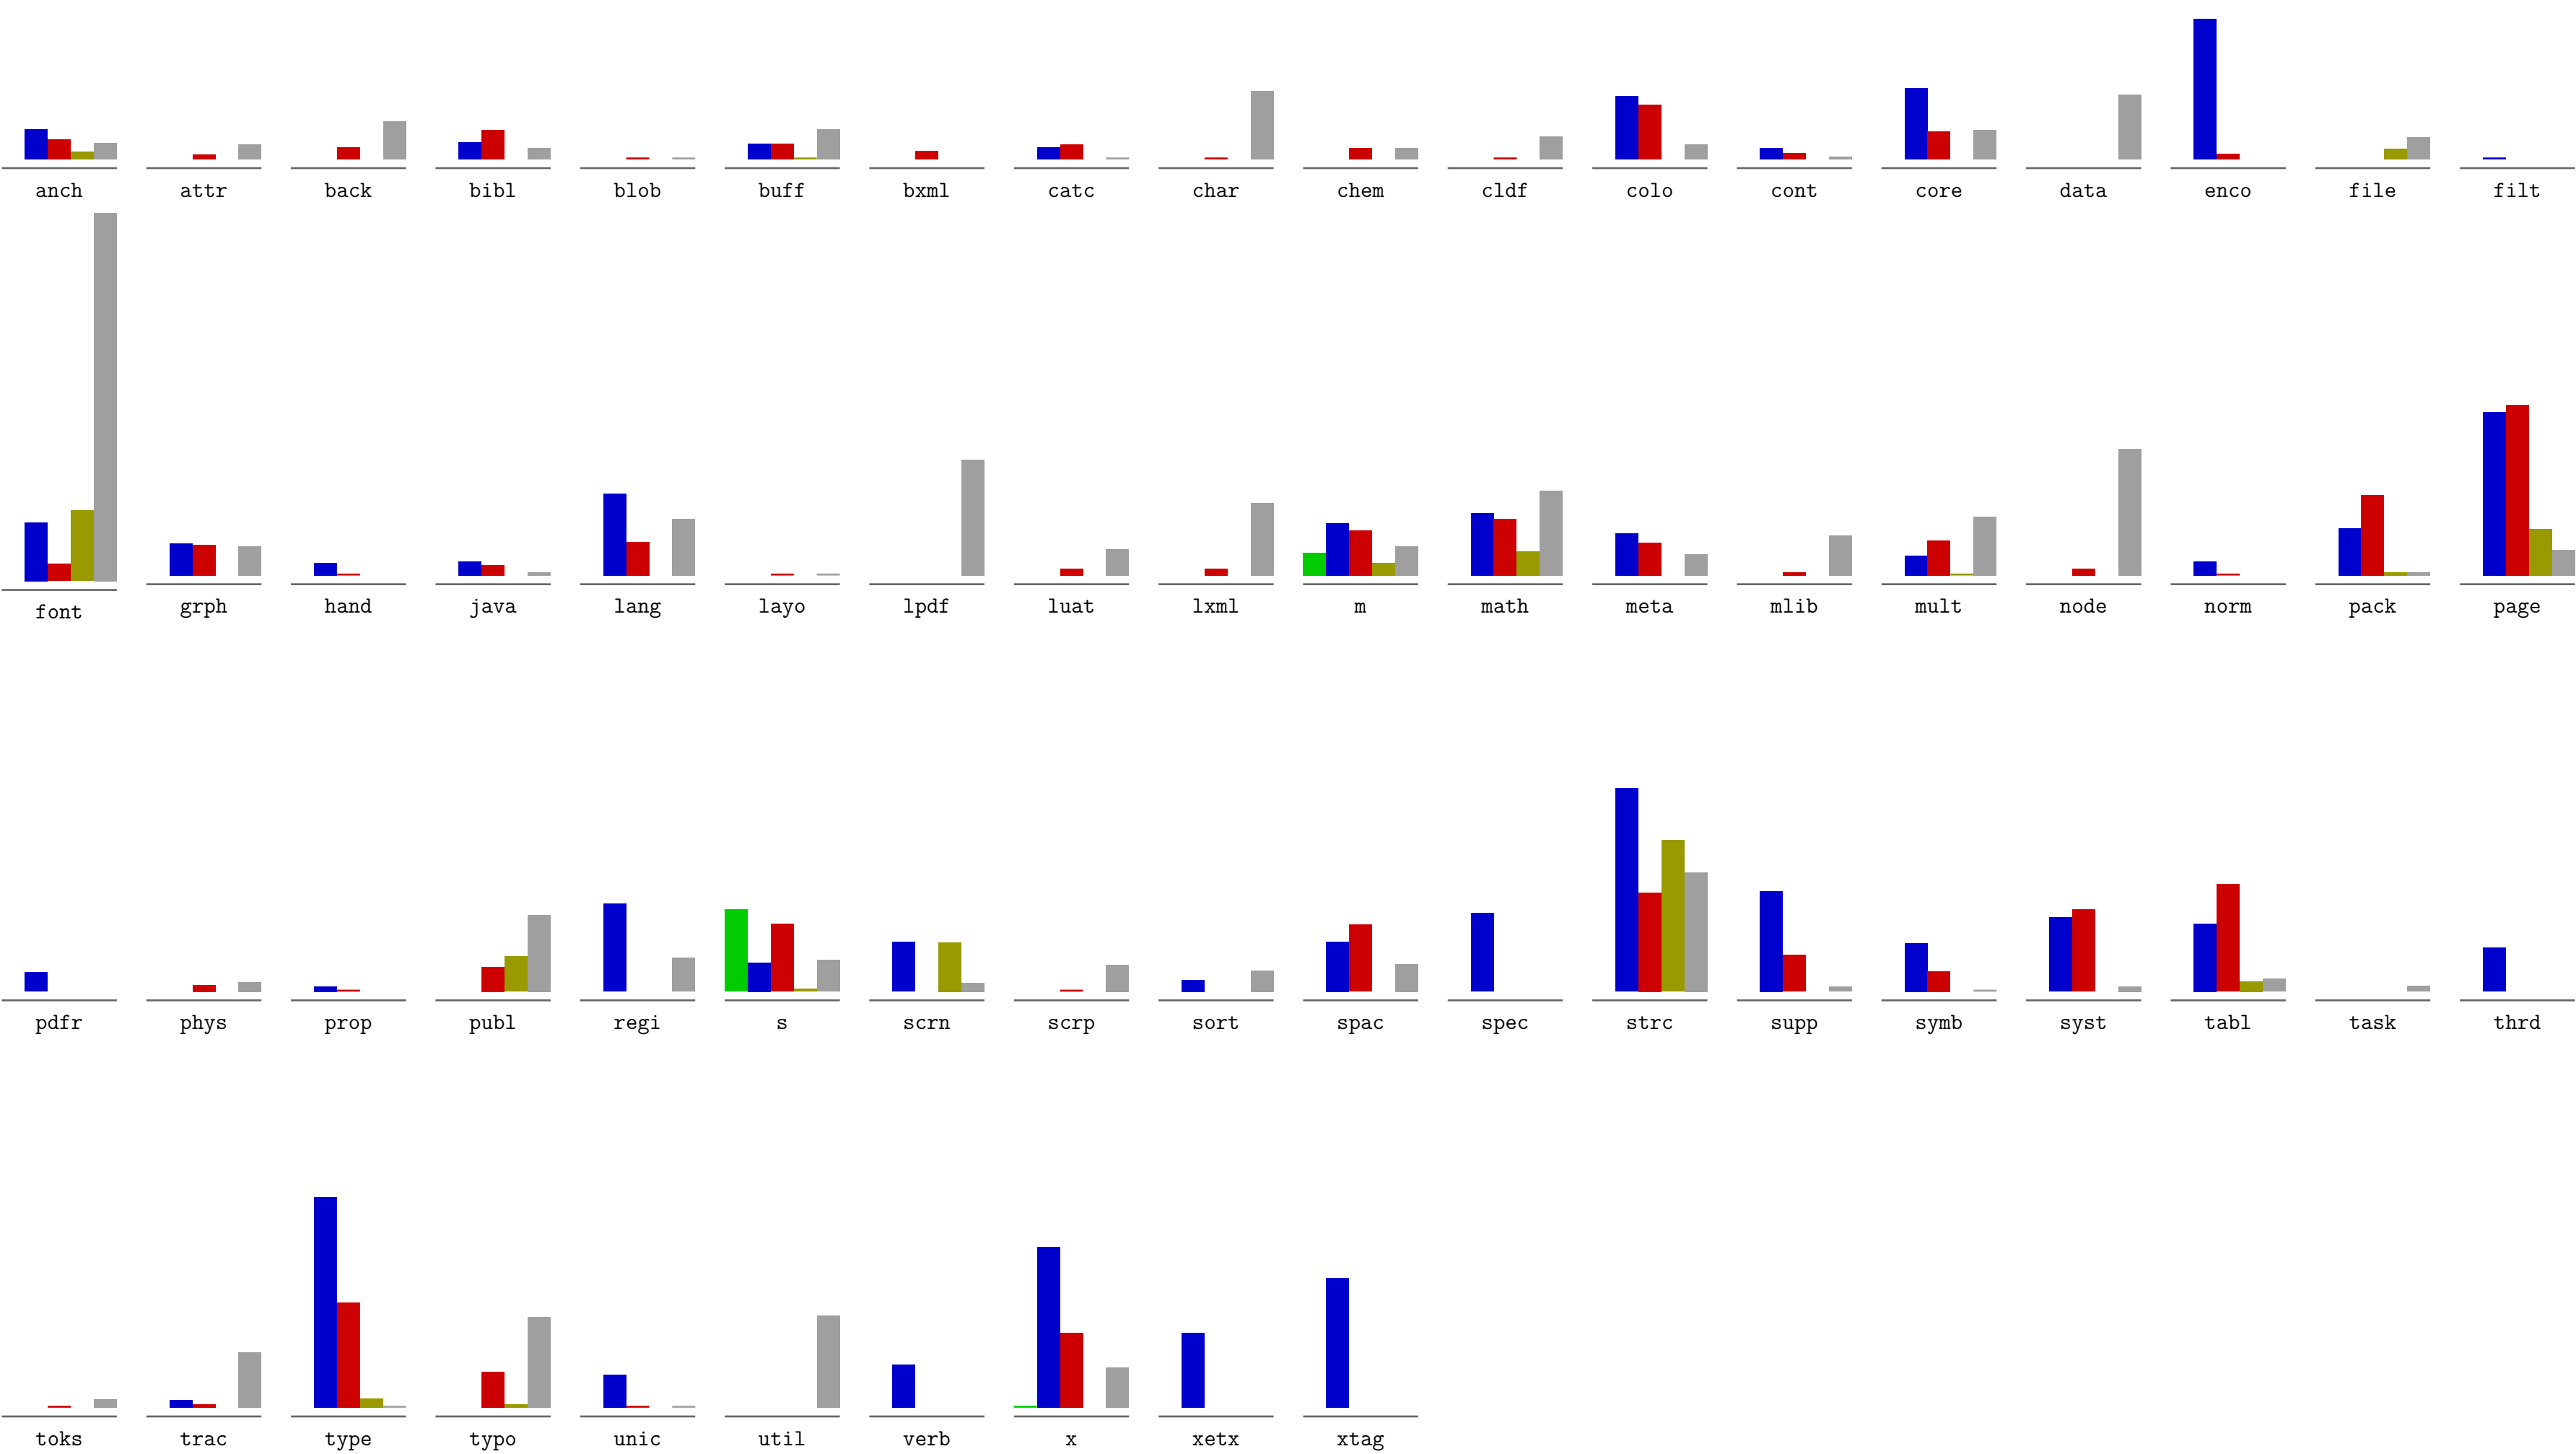 anch attr back bibl blob buff bxml catc char chem cldf colo cont core data enco file filt
font grph hand java lang layo lpdf luat lxml m math meta mlib mult node norm pack page
pdfr phys prop publ regi s scrn scrp sort spac spec strc supp symb syst tabl task thrd
toks trac type typo unic util verb x xetx xtag